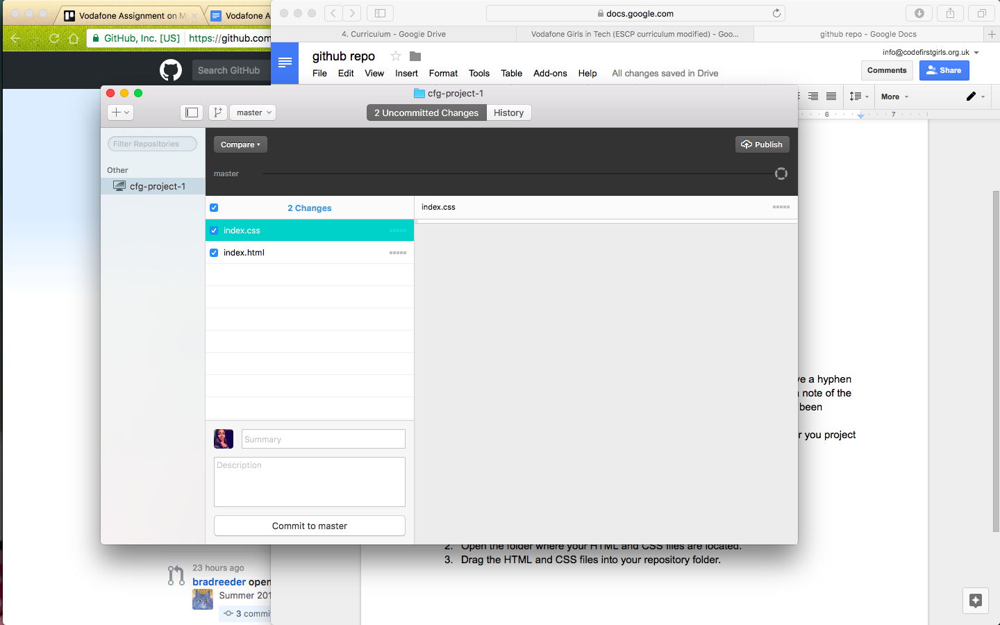 Vodafone Assignment on M
Vodafone A
docs.google.com
GitHub, Inc. [US]
https://github.com
4. Curriculum - Google Drive
Vodafone Girls in Tech (ESCP curriculum modified) - Goo...
github repo - Google Docs
Search GitHub
github repo
info@codefirstgirls.org.uk
File Edit View Insert Format Tools Table Add-ons Help All changes saved in Drive
Comments
Share
cfg-project-1
More
6
7
master
2 Uncommitted Changes
History
Filter Repositories
Compare
Publish
Other
master
cfg-project-1
2 Changes
index.css
index.css
index.html
ve a hyphen
note of the
been
r you project
Summary
Description
Commit to master
2. Open the folder where your HTML and CSS files are located.
3. Drag the HTML and CSS files into your repository folder.
23 hours ago
bradreeder open
Summer 201
3 commi